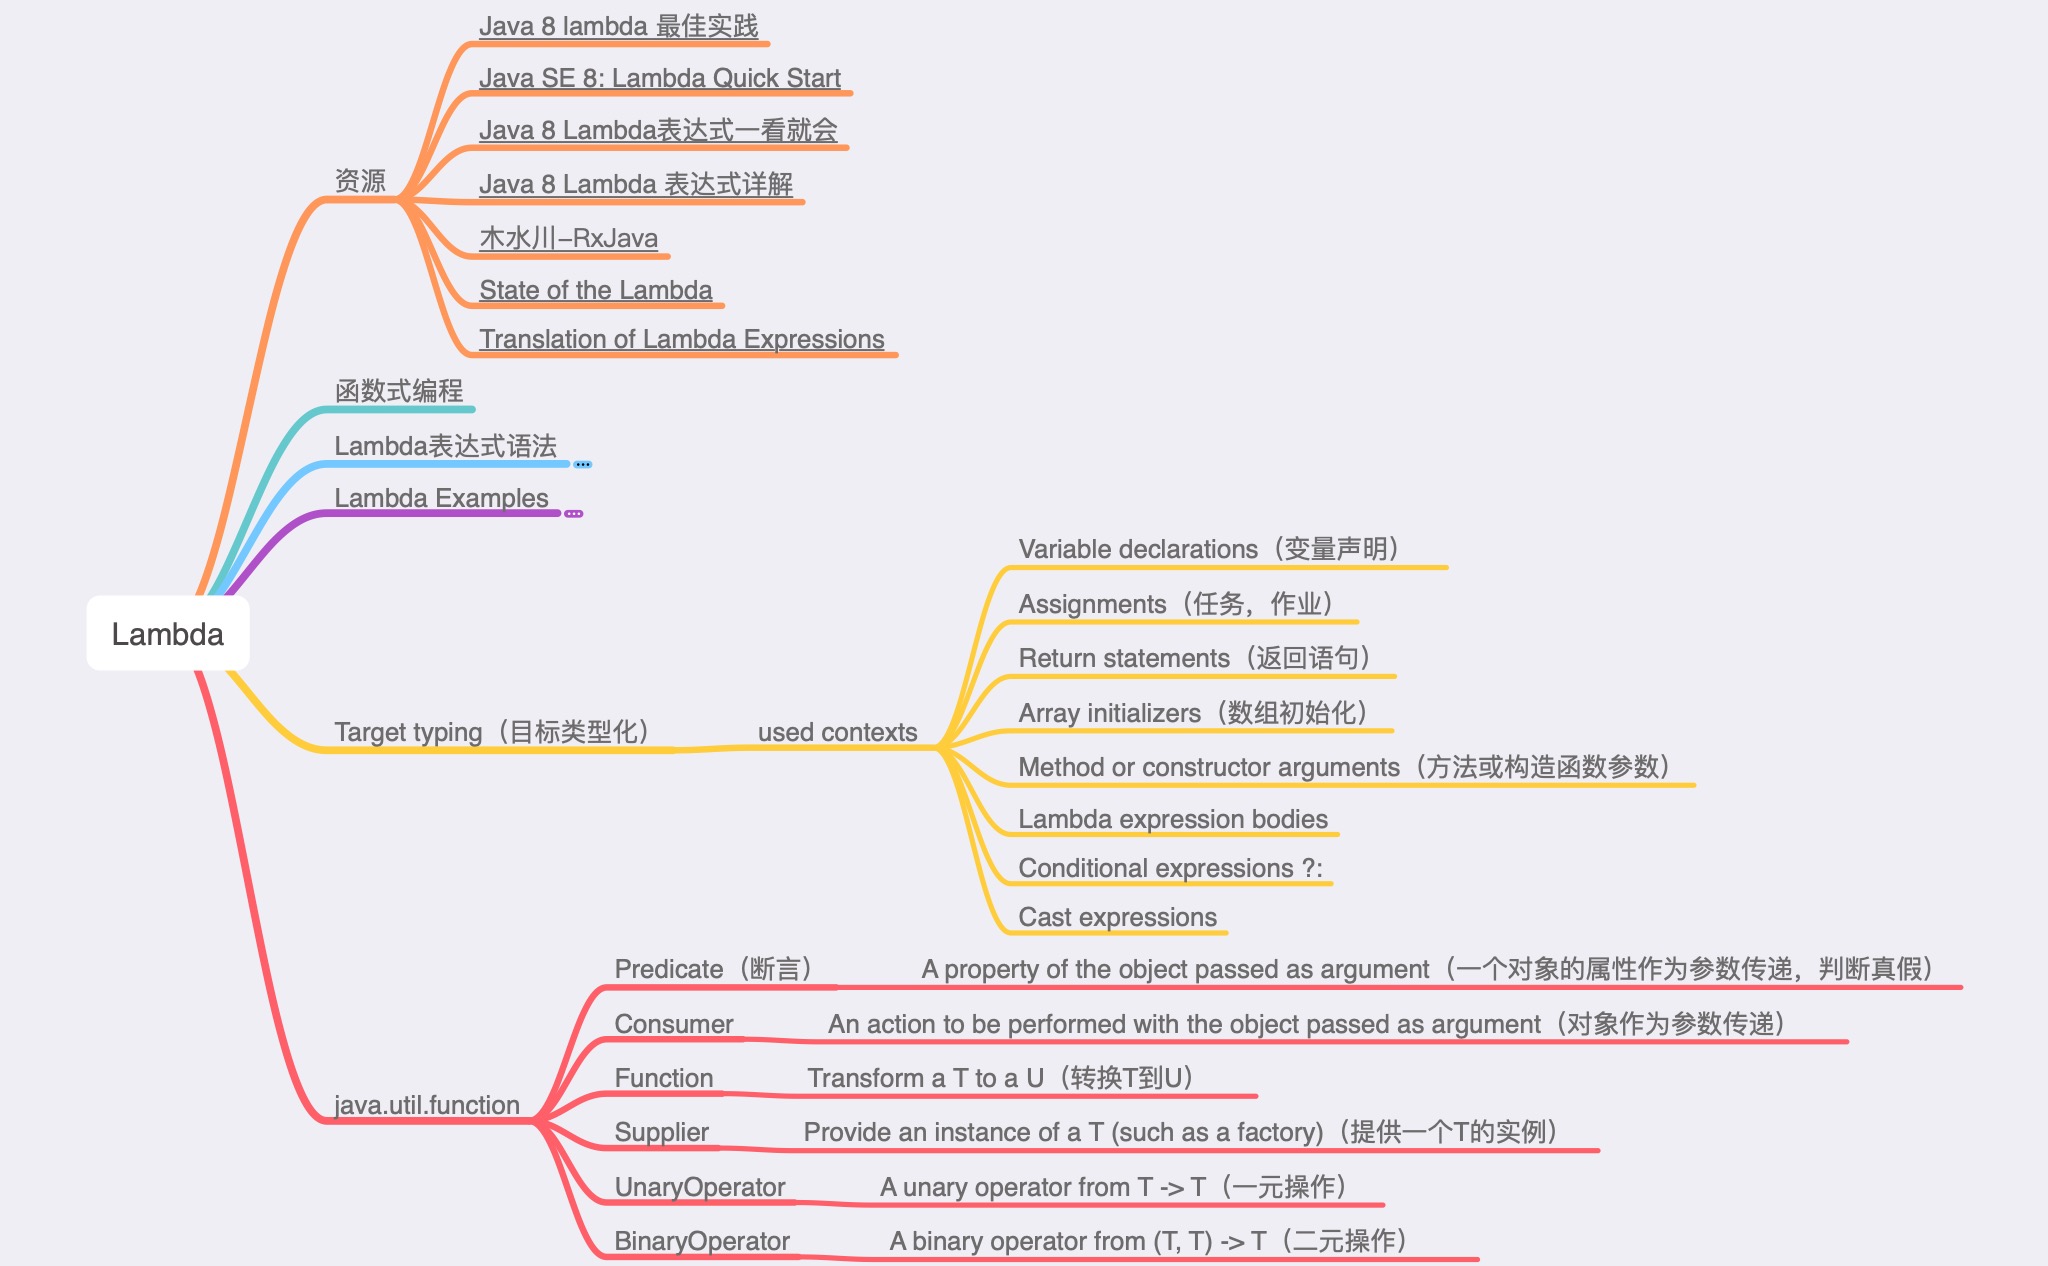 Java 8 lambda 最佳实践
Java SE 8: Lambda Quick Start
Java 8 Lambda表达式一看就会
资源
Java 8 Lambda 表达式详解
木水川-RxJava
State of the Lambda
Translation of Lambda Expressions
函数式编程
Lambda表达式语法
Lambda Examples
Lambda
Target typing（目标类型化）
used contexts
Variable declarations（变量声明）
Assignments（任务，作业）
Return statements（返回语句）
Array initializers（数组初始化）
Method or constructor arguments（方法或构造函数参数）
Lambda expression bodies
Conditional expressions ?:
Cast expressions
java.util.function
Predicate（断言） A property of the object passed as argument（一个对象的属性作为参数传递，判断真假）
Consumer An action to be performed with the object passed as argument（对象作为参数传递）
Function Transform a T to a U（转换T到U）
Supplier Provide an instance of a T (such as a factory)（提供一个T的实例）
UnaryOperator A unary operator from T -> T（一元操作）
BinaryOperator A binary operator from (T, T) -> T（二元操作）